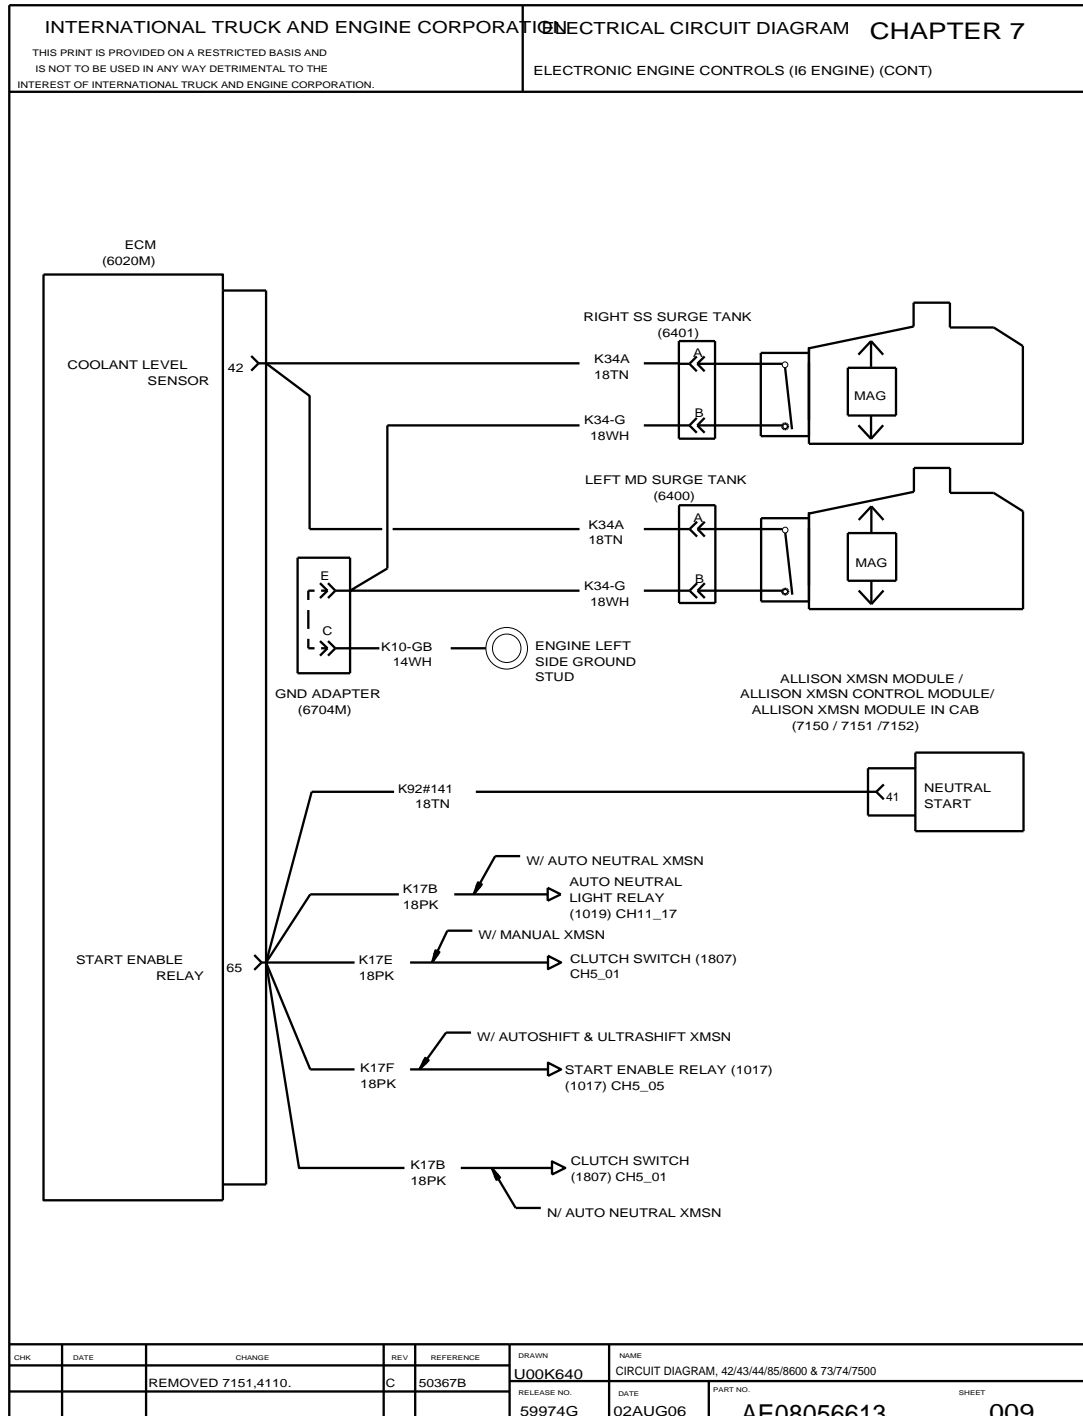 INTERNATIONAL TRUCK AND ENGINE CORPORATION
THIS PRINT IS PROVIDED ON A RESTRICTED BASIS AND
IS NOT TO BE USED IN ANY WAY DETRIMENTAL TO THE
INTEREST OF INTERNATIONAL TRUCK AND ENGINE CORPORATION.
ELECTRICAL CIRCUIT DIAGRAM
CHAPTER 7
ELECTRONIC ENGINE CONTROLS (I6 ENGINE) (CONT)
ECM
(6020M)
COOLANT LEVEL
SENSOR
42
K34A
18TN
RIGHT SS SURGE TANK
(6401)
A
B
MAG
K34-G
18WH
LEFT MD SURGE TANK
(6400)
K34A
18TN
A
B
MAG
K34-G
18WH
E
C
K10-GB
14WH
ENGINE LEFT
SIDE GROUND
STUD
GND ADAPTER
(6704M)
ALLISON XMSN MODULE /
ALLISON XMSN CONTROL MODULE/
ALLISON XMSN MODULE IN CAB
(7150 / 7151 /7152)
K92#141
18TN
41
NEUTRAL
START
W/ AUTO NEUTRAL XMSN
K17B
18PK
AUTO NEUTRAL
LIGHT RELAY
(1019) CH11_17
W/ MANUAL XMSN
START ENABLE
RELAY
65
K17E
18PK
CLUTCH SWITCH (1807)
CH5_01
W/ AUTOSHIFT & ULTRASHIFT XMSN
K17F
18PK
START ENABLE RELAY (1017)
(1017) CH5_05
K17B
18PK
CLUTCH SWITCH
(1807) CH5_01
N/ AUTO NEUTRAL XMSN
CHK
DATE
CHANGE
REV
REFERENCE
REMOVED 7151,4110.
C
50367B
DRAWN
U00K640
NAME
CIRCUIT DIAGRAM, 42/43/44/85/8600 & 73/74/7500
RELEASE NO.
59974G
DATE
02AUG06
PART NO.
AE08056613
SHEET
009